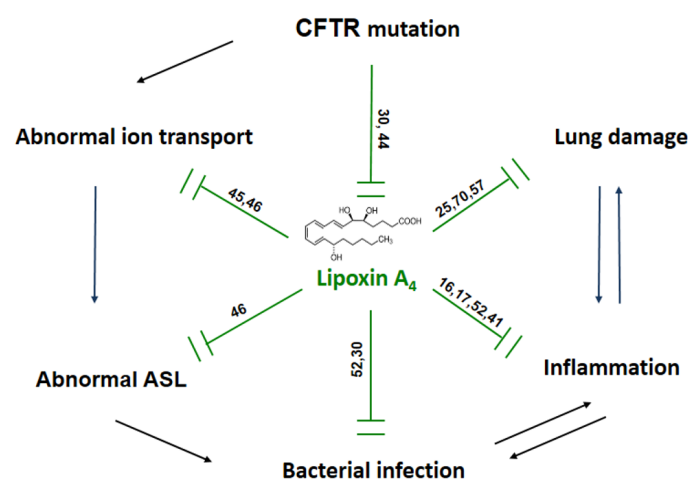 CFTR mutation
Abnormal ion transport
Lung damage
30, 44
45,46
25,70,57
HO
OH
COOH
CH₃
OH
Lipoxin A₄
46
16,17,52,41
52,30
Abnormal ASL
Inflammation
Bacterial infection